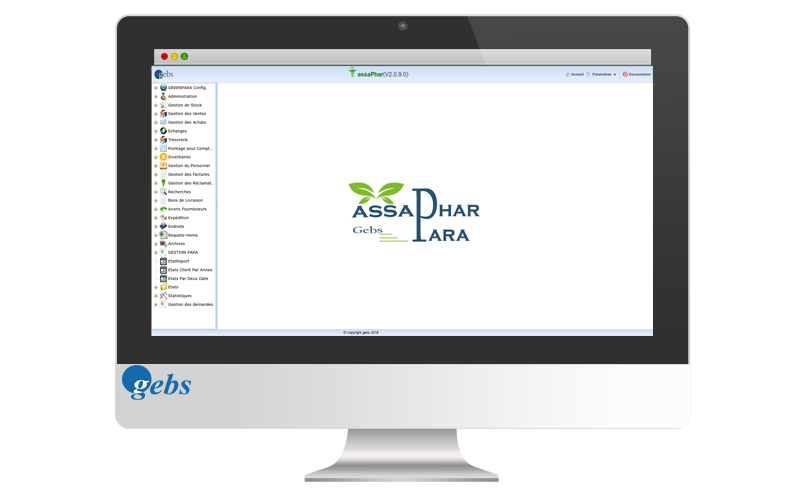 gebs
assaPhar(V2.0.9.0)
Accueil
Paramètres
Déconnexion
GREENPARA Config.
Administration
Gestion de Stock
Gestion des Ventes
Gestion des Achats
Echanges
Trésorerie
Pointage pour Compt..
Inventaires
Gestion du Personnel
Gestion des Factures
Gestion des Réclamat..
Recherches
Bons de Livraison
Avoirs Fournisseurs
Expédition
Endroits
Requete-Home
Archives
GESTION PARA
EtatReport
Etats Client Par Annee
Etats Par Deux Date
Etats
Statistiques
Gestion des demandes
ASSAPHAR
Gebs PARA
© copyright gebs 2016
gebs